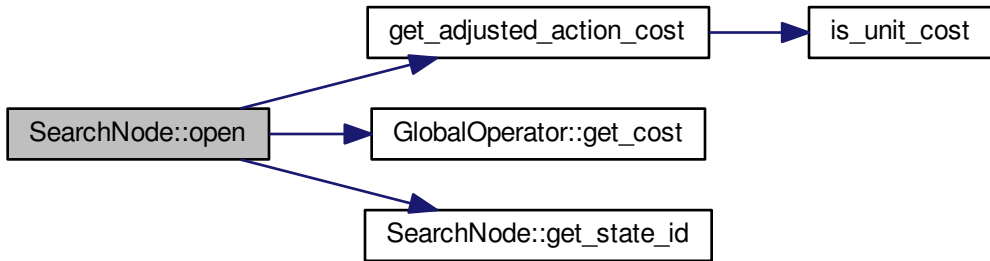 get_adjusted_action_cost
is_unit_cost
SearchNode::open
GlobalOperator::get_cost
SearchNode::get_state_id